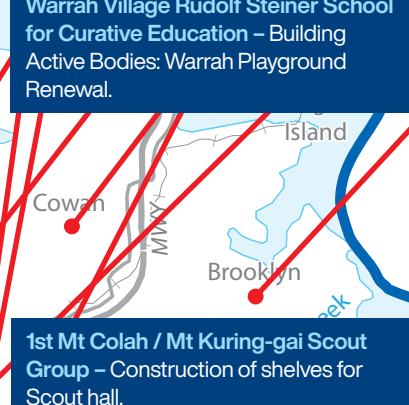 Warrah Village Rudolf Steiner School
for Curative Education – Building
Active Bodies: Warrah Playground
Renewal.
Island
Cowan
MWY
Brooklyn
1st Mt Colah / Mt Kuring-gai Scout
Group – Construction of shelves for
Scout hall.